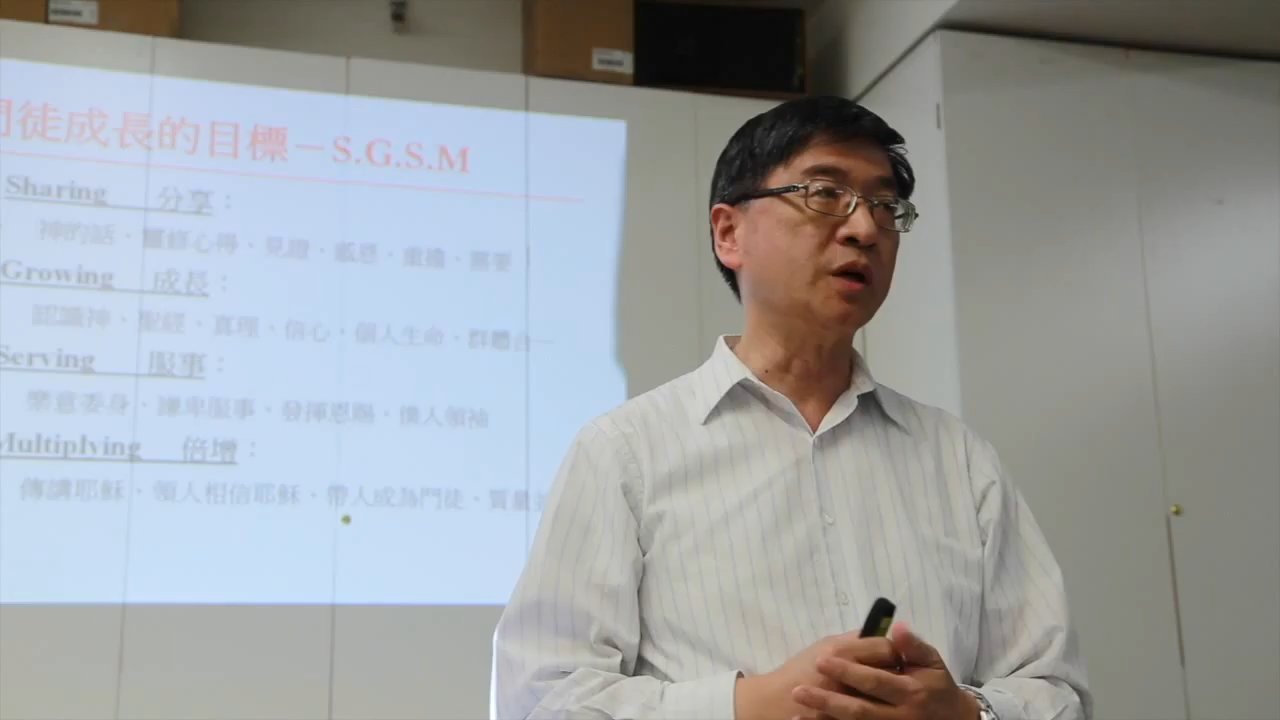 門徒成長的目標－S.G.S.M
Sharing 分享：
神的話、靈修心得、見證、感恩、重擔、需要
Growing 成長：
認識神、聖經、真理、信心、個人生命、群體合一
Serving 服事：
樂意委身、謙卑服事、發揮恩賜、僕人領袖
Multiplying 倍增：
傳講耶穌、領人相信耶穌、帶人成為門徒、質量